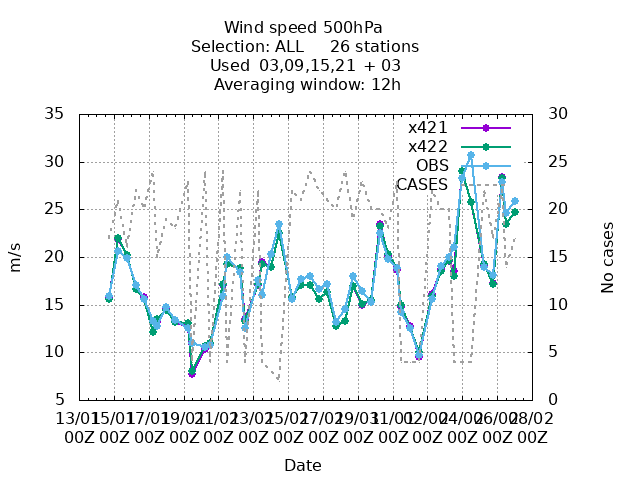 Wind speed 500hPa
Selection: ALL 26 stations
Used 03,09,15,21 + 03
Averaging window: 12h
35
30
25
20
15
10
5
m/s
30
25
20
15
10
5
0
No cases
x421
x422
OBS
CASES
13/01 15/01 17/01 19/01 21/01 23/01 25/01 27/01 29/01 31/01 02/02 24/02 26/02 28/02
00Z 00Z 00Z 00Z 00Z 00Z 00Z 00Z 00Z 00Z 00Z 00Z 00Z 00Z
Date